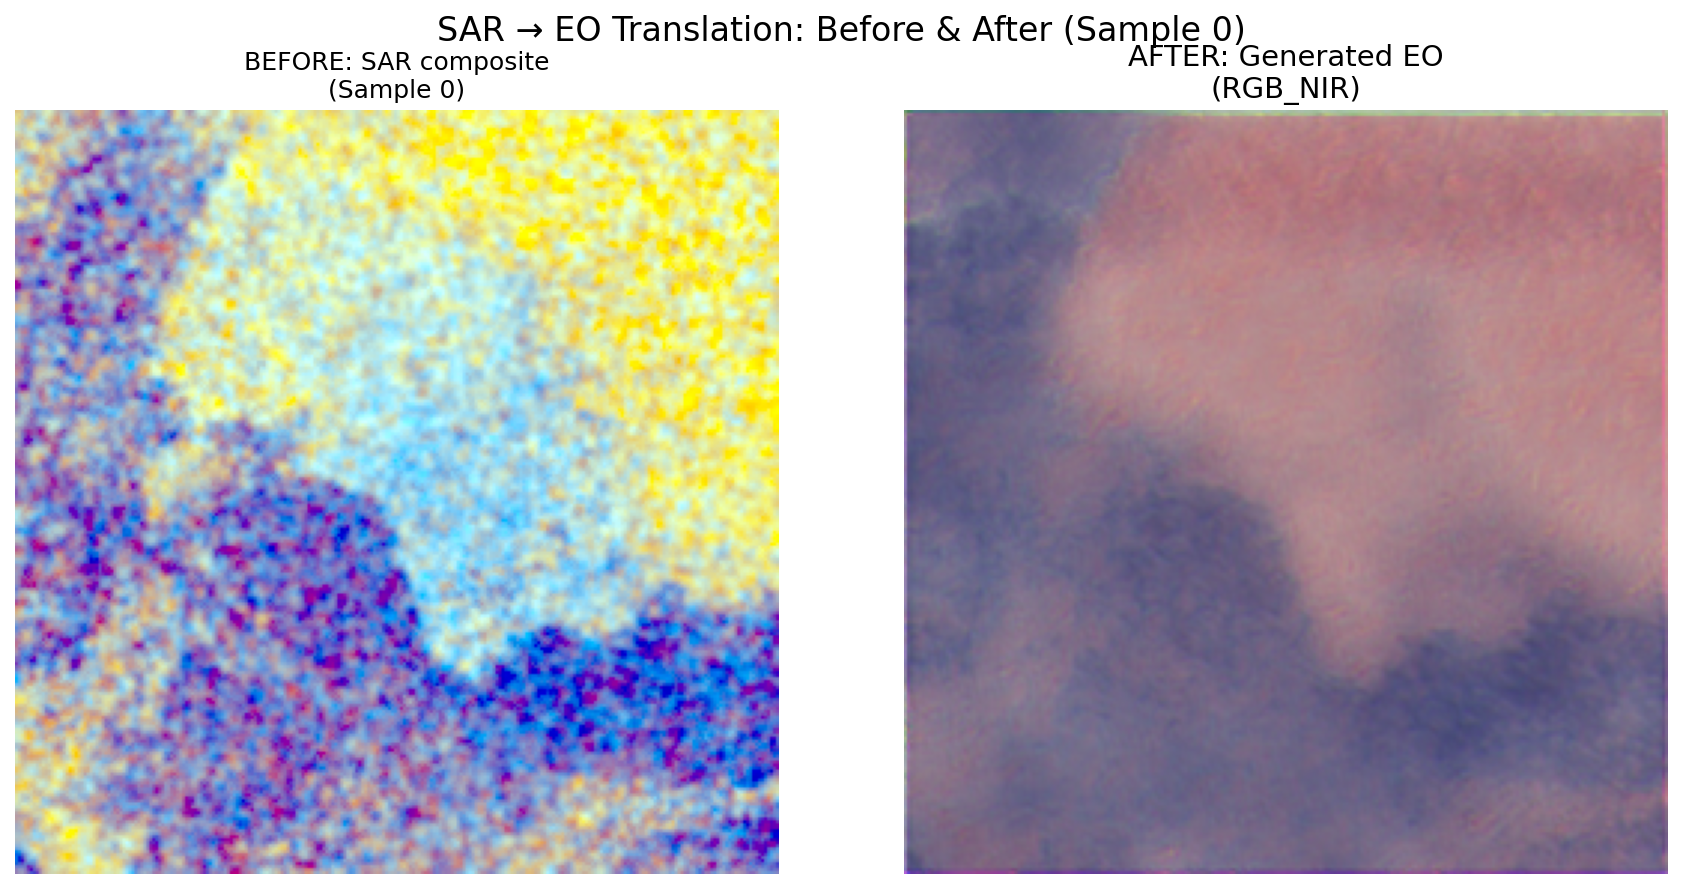 SAR → EO Translation: Before & After (Sample 0)
BEFORE: SAR composite
(Sample 0)
AFTER: Generated EO
(RGB_NIR)